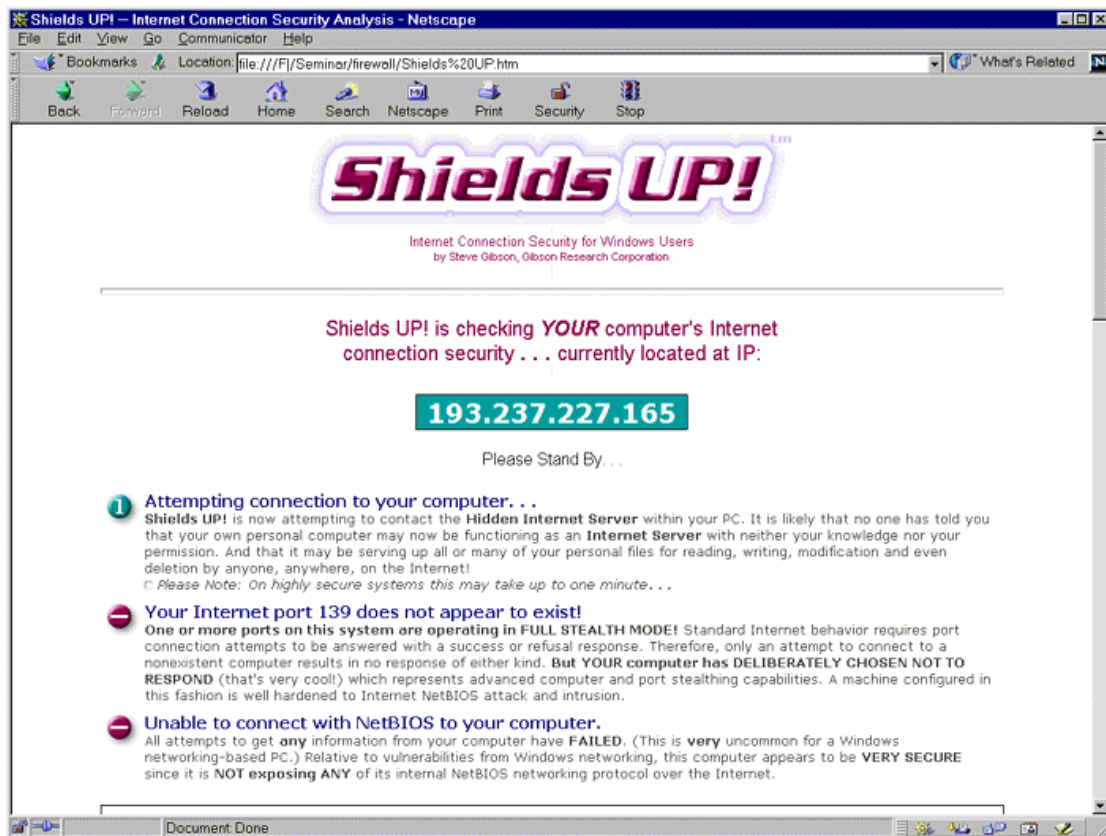 Shields UP! — Internet Connection Security Analysis - Netscape
File Edit View Go Communicator Help
Bookmarks Location: file:///F|/Seminar/firewall/Shields%20UP.htm What's Related N
Back Forward Reload Home Search Netscape Print Security Stop
Shields UP! tm
Internet Connection Security for Windows Users
by Steve Gibson, Gibson Research Corporation
Shields UP! is checking YOUR computer's Internet
connection security . . . currently located at IP:
193.237.227.165
Please Stand By. . .
1 Attempting connection to your computer. . .
Shields UP! is now attempting to contact the Hidden Internet Server within your PC. It is likely that no one has told you
that your own personal computer may now be functioning as an Internet Server with neither your knowledge nor your
permission. And that it may be serving up all or many of your personal files for reading, writing, modification and even
deletion by anyone, anywhere, on the Internet!
Please Note: On highly secure systems this may take up to one minute. . .
Your Internet port 139 does not appear to exist!
One or more ports on this system are operating in FULL STEALTH MODE! Standard Internet behavior requires port
connection attempts to be answered with a success or refusal response. Therefore, only an attempt to connect to a
nonexistent computer results in no response of either kind. But YOUR computer has DELIBERATELY CHOSEN NOT TO
RESPOND (that's very cool!) which represents advanced computer and port stealthing capabilities. A machine configured in
this fashion is well hardened to Internet NetBIOS attack and intrusion.
Unable to connect with NetBIOS to your computer.
All attempts to get any information from your computer have FAILED. (This is very uncommon for a Windows
networking-based PC.) Relative to vulnerabilities from Windows networking, this computer appears to be VERY SECURE
since it is NOT exposing ANY of its internal NetBIOS networking protocol over the Internet.
Document: Done